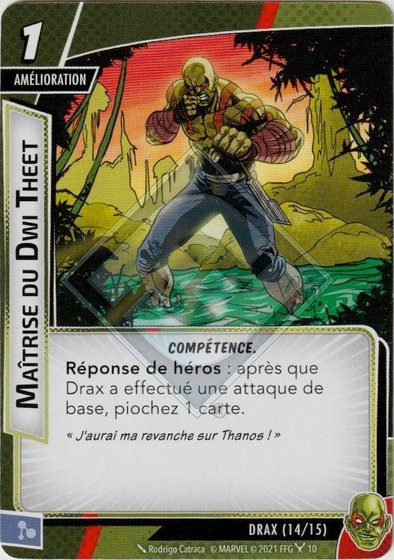 1
AMÉLIORATION
MAÎTRISE DU DWI THEET
COMPÉTENCE.
Réponse de héros : après que
Drax a effectué une attaque de
base, piochez 1 carte.
« J'aurai ma revanche sur Thanos ! »
DRAX (14/15)
Rodrigo Catraca © MARVEL © 2021 FFG 10